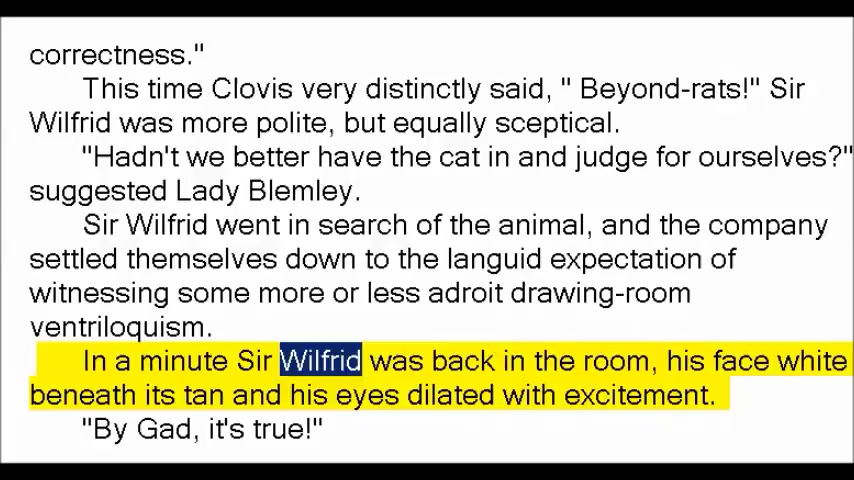 correctness."
This time Clovis very distinctly said, " Beyond-rats!" Sir
Wilfrid was more polite, but equally sceptical.
"Hadn't we better have the cat in and judge for ourselves?"
suggested Lady Blemley.
Sir Wilfrid went in search of the animal, and the company
settled themselves down to the languid expectation of
witnessing some more or less adroit drawing-room
ventriloquism.
In a minute Sir Wilfrid was back in the room, his face white
beneath its tan and his eyes dilated with excitement.
"By Gad, it's true!"